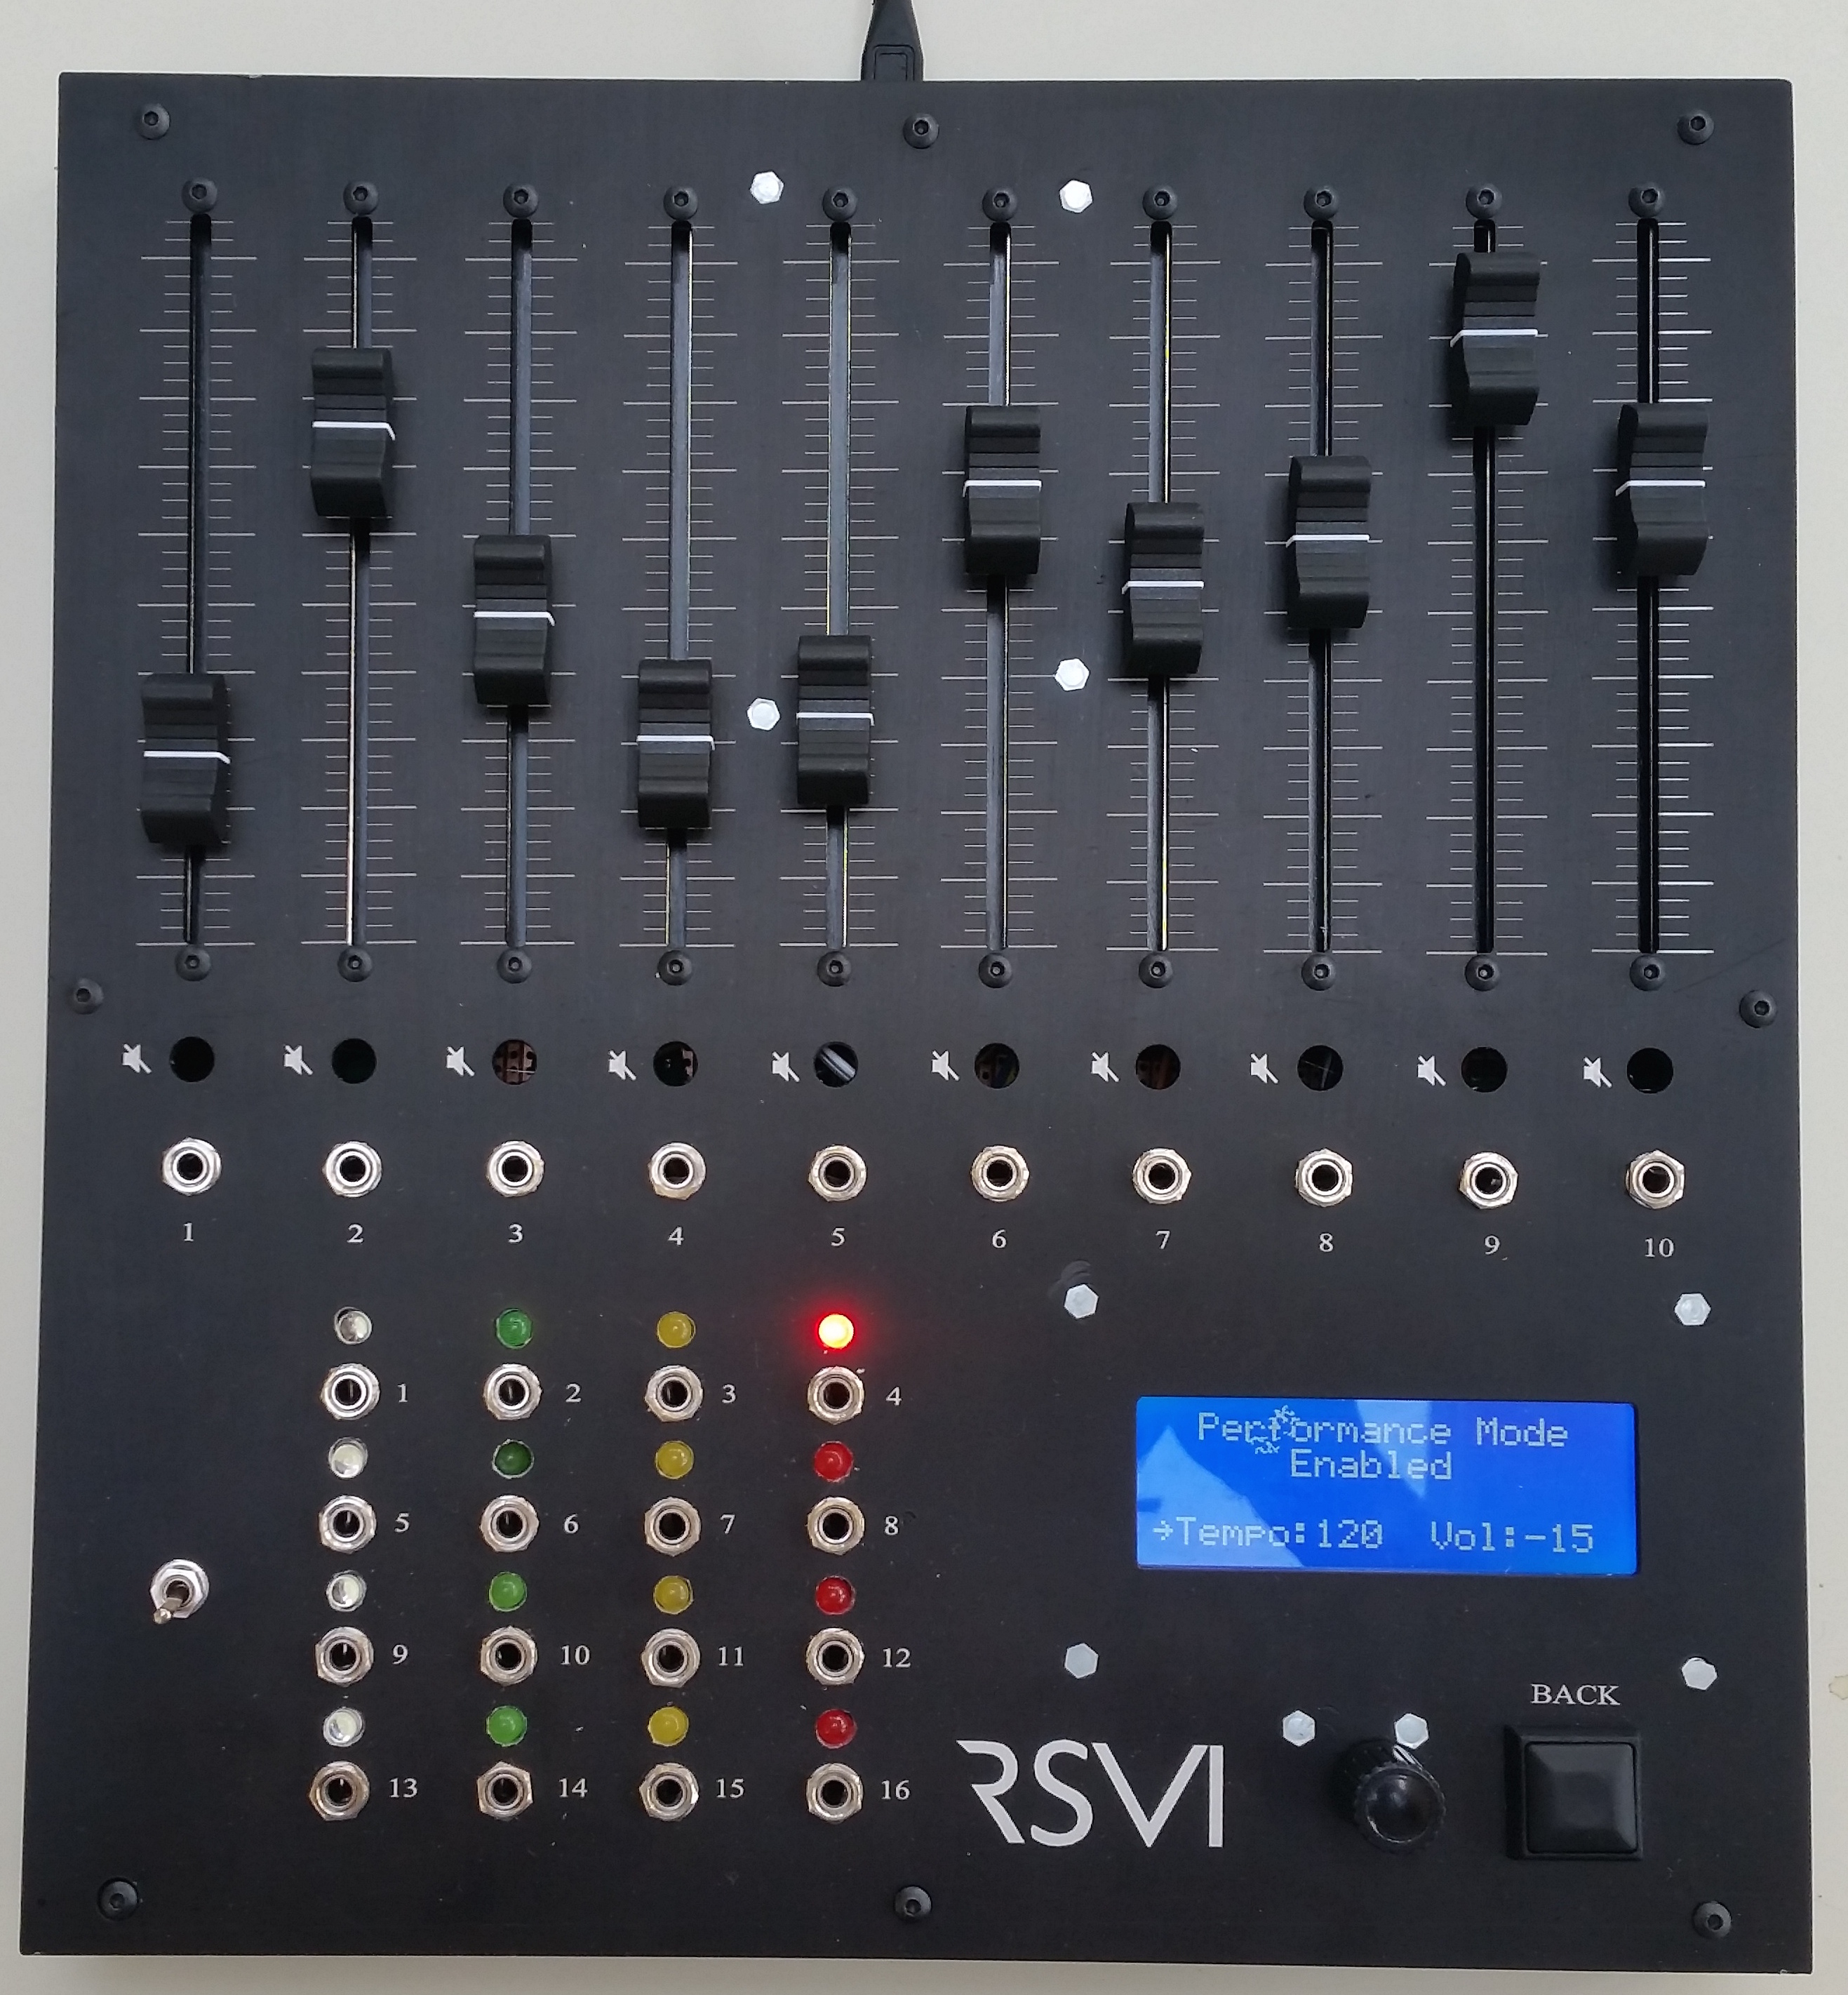 1 2 3 4 5 6 7 8 9 10
1 2 3 4
5 6 7 8
9 10 11 12
13 14 15 16
Performance Mode
Enabled
→Tempo:120 Vol:-15
BACK
RSVI